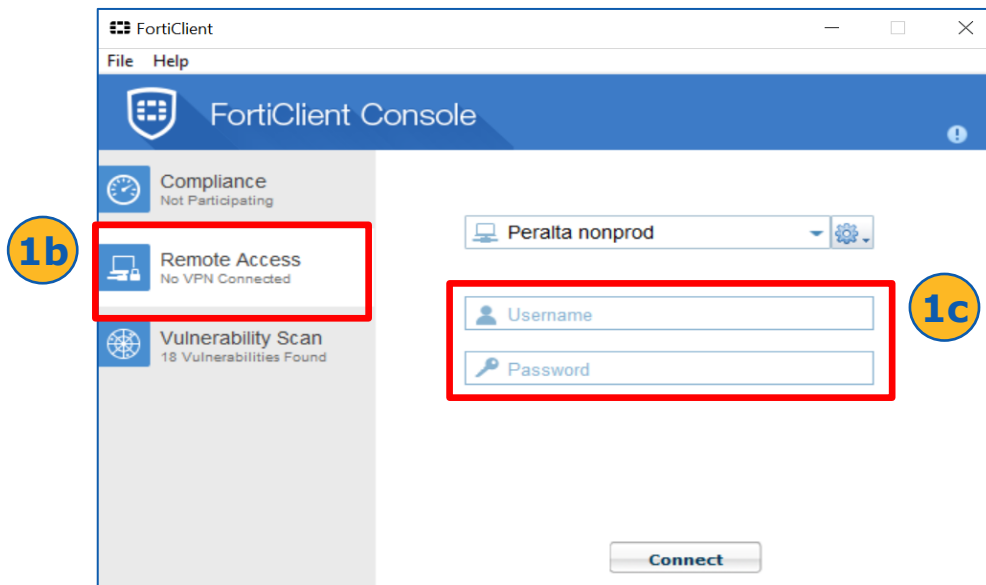 FortiClient
File Help
FortiClient Console
Compliance
Not Participating
1b
Remote Access
No VPN Connected
Vulnerability Scan
18 Vulnerabilities Found
Peralta nonprod
1c
Username
Password
Connect